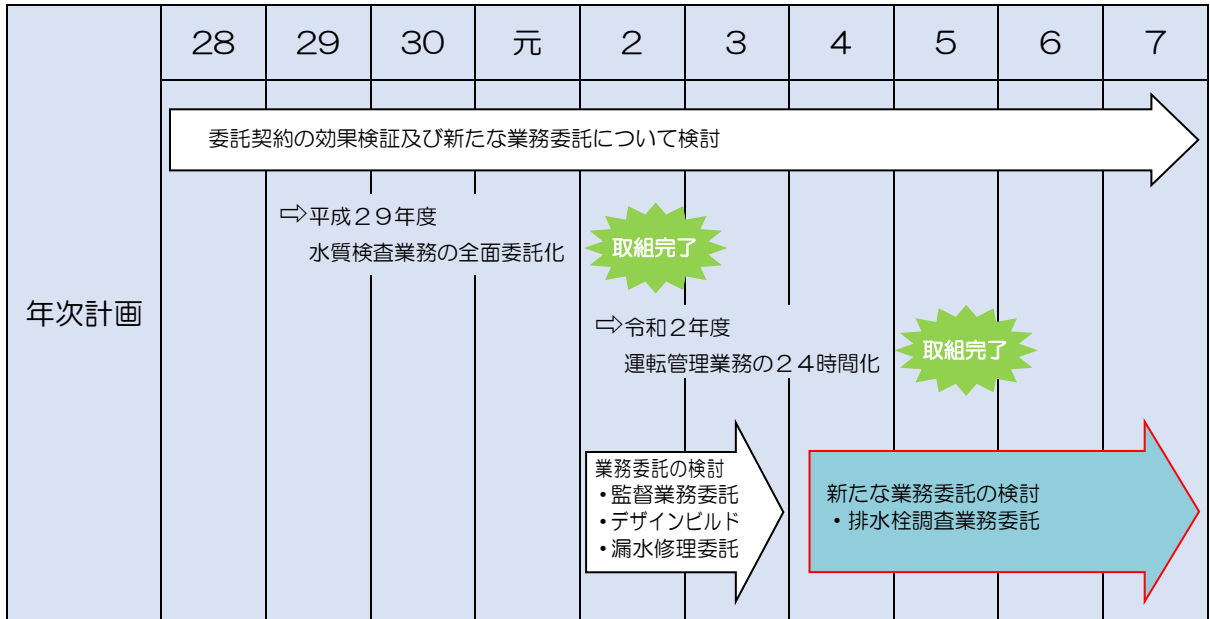 28 29 30 元 2 3 4 5 6 7
年次計画
委託契約の効果検証及び新たな業務委託について検討
⇨平成29年度
水質検査業務の全面委託化
取組完了
⇨令和2年度
運転管理業務の24時間化
取組完了
業務委託の検討
・監督業務委託
・デザインビルド
・漏水修理委託
新たな業務委託の検討
・排水栓調査業務委託